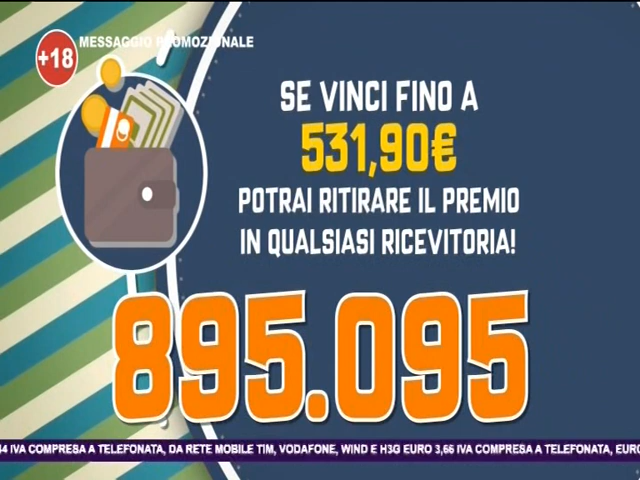 +18
MESSAGGIO PROMOZIONALE
SE VINCI FINO A
531,90€
POTRAI RITIRARE IL PREMIO
IN QUALSIASI RICEVITORIA!
895.095
44 IVA COMPRESA A TELEFONATA, DA RETE MOBILE TIM, VODAFONE, WIND E H3G EURO 3,66 IVA COMPRESA A TELEFONATA, EURO